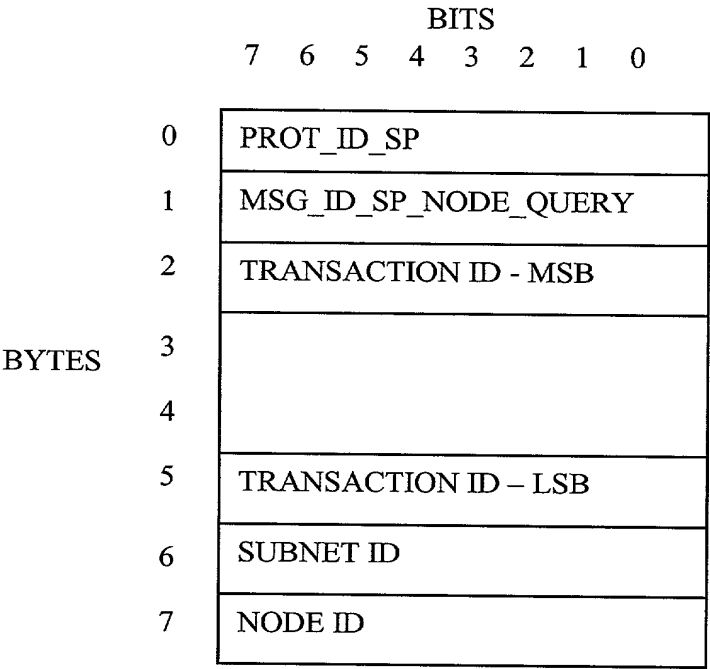 BITS
7 6 5 4 3 2 1 0
0 PROT_ID_SP
1 MSG_ID_SP_NODE_QUERY
2 TRANSACTION ID - MSB
BYTES 3
4
5 TRANSACTION ID – LSB
6 SUBNET ID
7 NODE ID